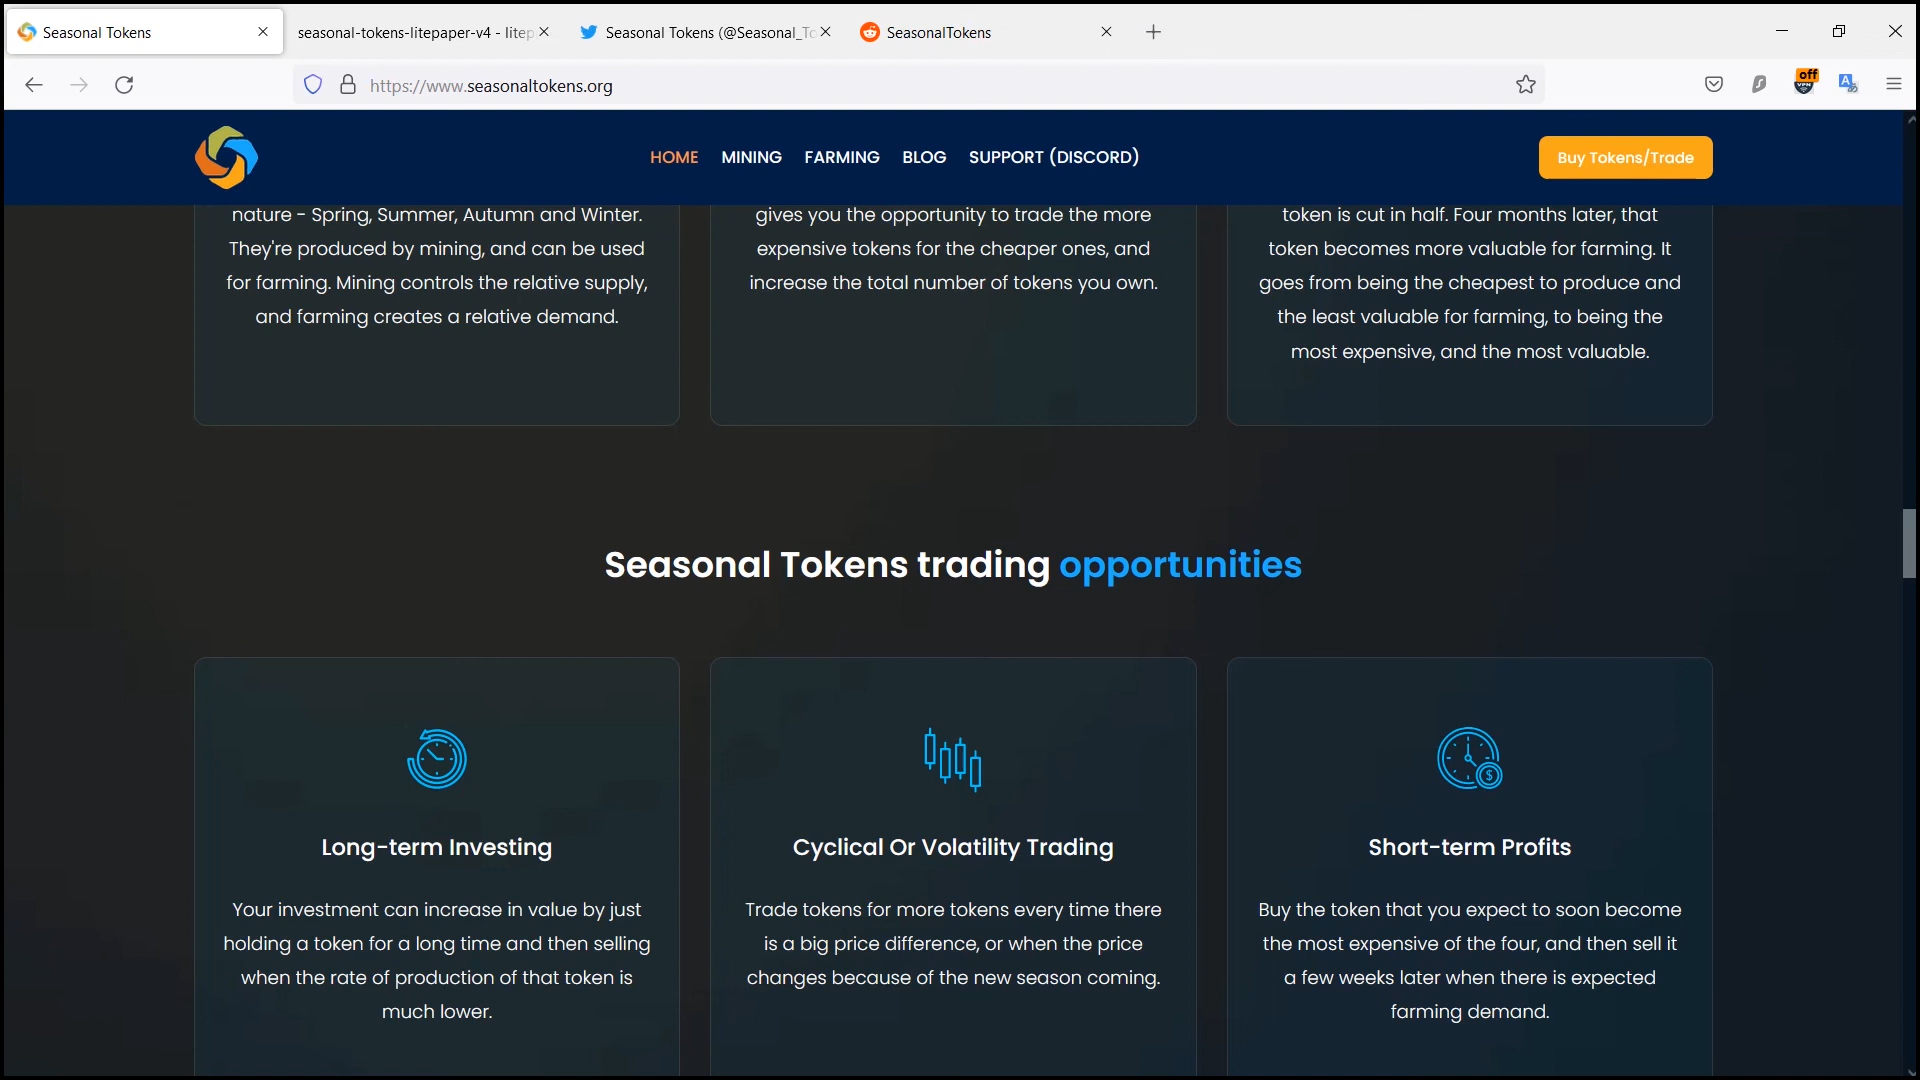 Seasonal Tokens
seasonal-tokens-litepaper-v4 - litep
Seasonal Tokens (@Seasonal_To
SeasonalTokens
https://www.seasonaltokens.org
off
VPN
A
HOME
MINING
FARMING
BLOG
SUPPORT (DISCORD)
Buy Tokens/Trade
nature - Spring, Summer, Autumn and Winter.
They're produced by mining, and can be used
for farming. Mining controls the relative supply,
and farming creates a relative demand.
gives you the opportunity to trade the more
expensive tokens for the cheaper ones, and
increase the total number of tokens you own.
token is cut in half. Four months later, that
token becomes more valuable for farming. It
goes from being the cheapest to produce and
the least valuable for farming, to being the
most expensive, and the most valuable.
Seasonal Tokens trading opportunities
$
Long-term Investing
Your investment can increase in value by just
holding a token for a long time and then selling
when the rate of production of that token is
much lower.
Cyclical Or Volatility Trading
Trade tokens for more tokens every time there
is a big price difference, or when the price
changes because of the new season coming.
Short-term Profits
Buy the token that you expect to soon become
the most expensive of the four, and then sell it
a few weeks later when there is expected
farming demand.